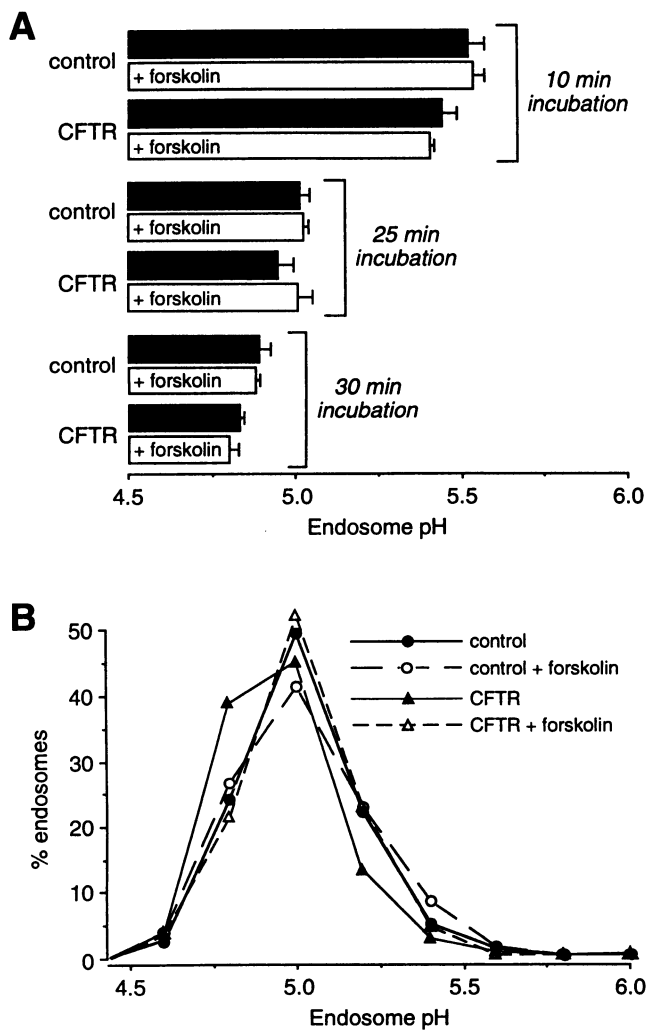 A
control
+ forskolin
CFTR
+ forskolin
10 min
incubation
control
+ forskolin
CFTR
+ forskolin
25 min
incubation
control
+ forskolin
CFTR
+ forskolin
30 min
incubation
4.5 5.0 5.5 6.0
Endosome pH
B
50
40
30
20
10
0
% endosomes
control
control + forskolin
CFTR
CFTR + forskolin
4.5 5.0 5.5 6.0
Endosome pH